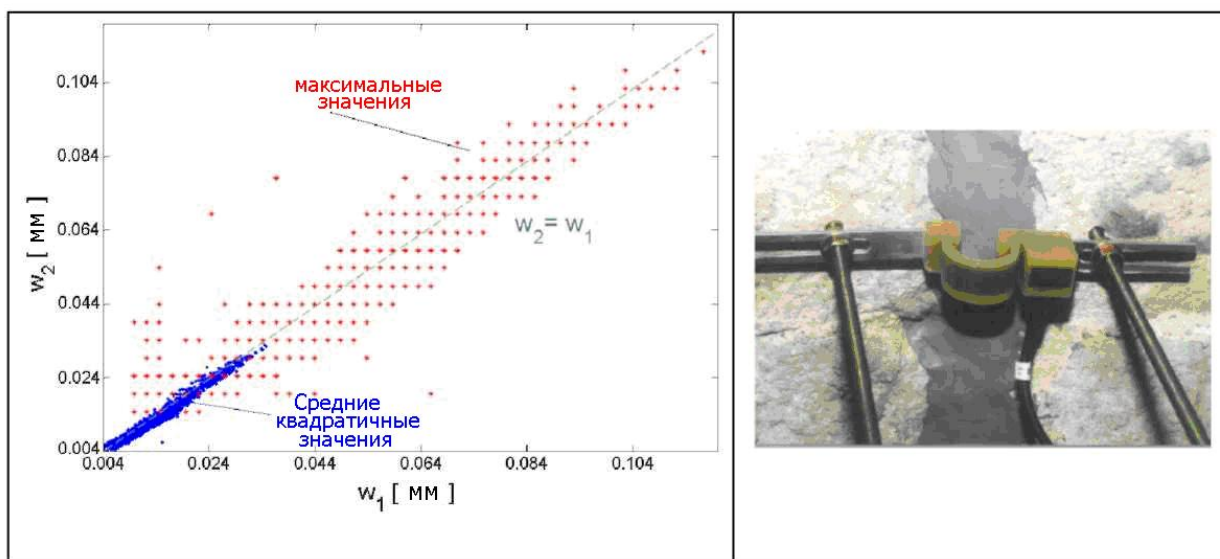 0.104
максимальные
значения
0.084
0.064
w2= w1
w2 [ мм ]
0.044
0.024
Средние
квадратичные
значения
0.004
0.004 0.024 0.044 0.064 0.084 0.104
w1 [ мм ]